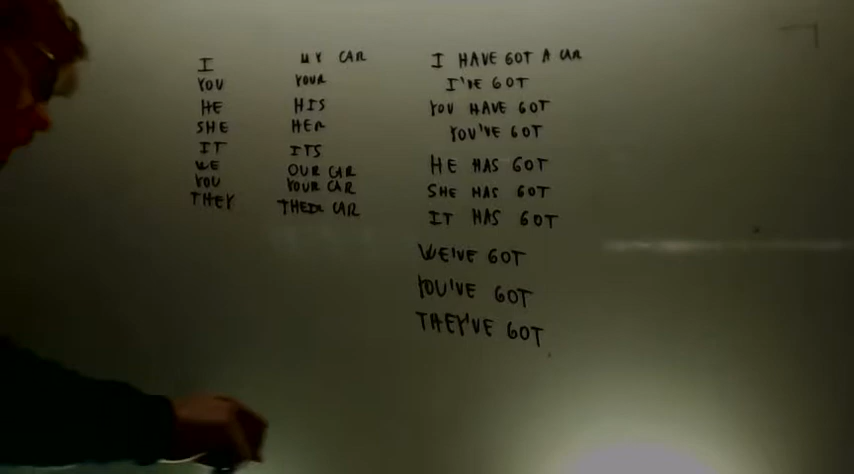 I
YOU
HE
SHE
IT
WE
YOU
THEY
MY CAR
YOUR
HIS
HER
ITS
OUR CAR
YOUR CAR
THEIR CAR
I HAVE GOT A CAR
I'VE GOT
YOU HAVE GOT
YOU'VE GOT
HE HAS GOT
SHE HAS GOT
IT HAS GOT
WE'VE GOT
YOU'VE GOT
THEY'VE GOT